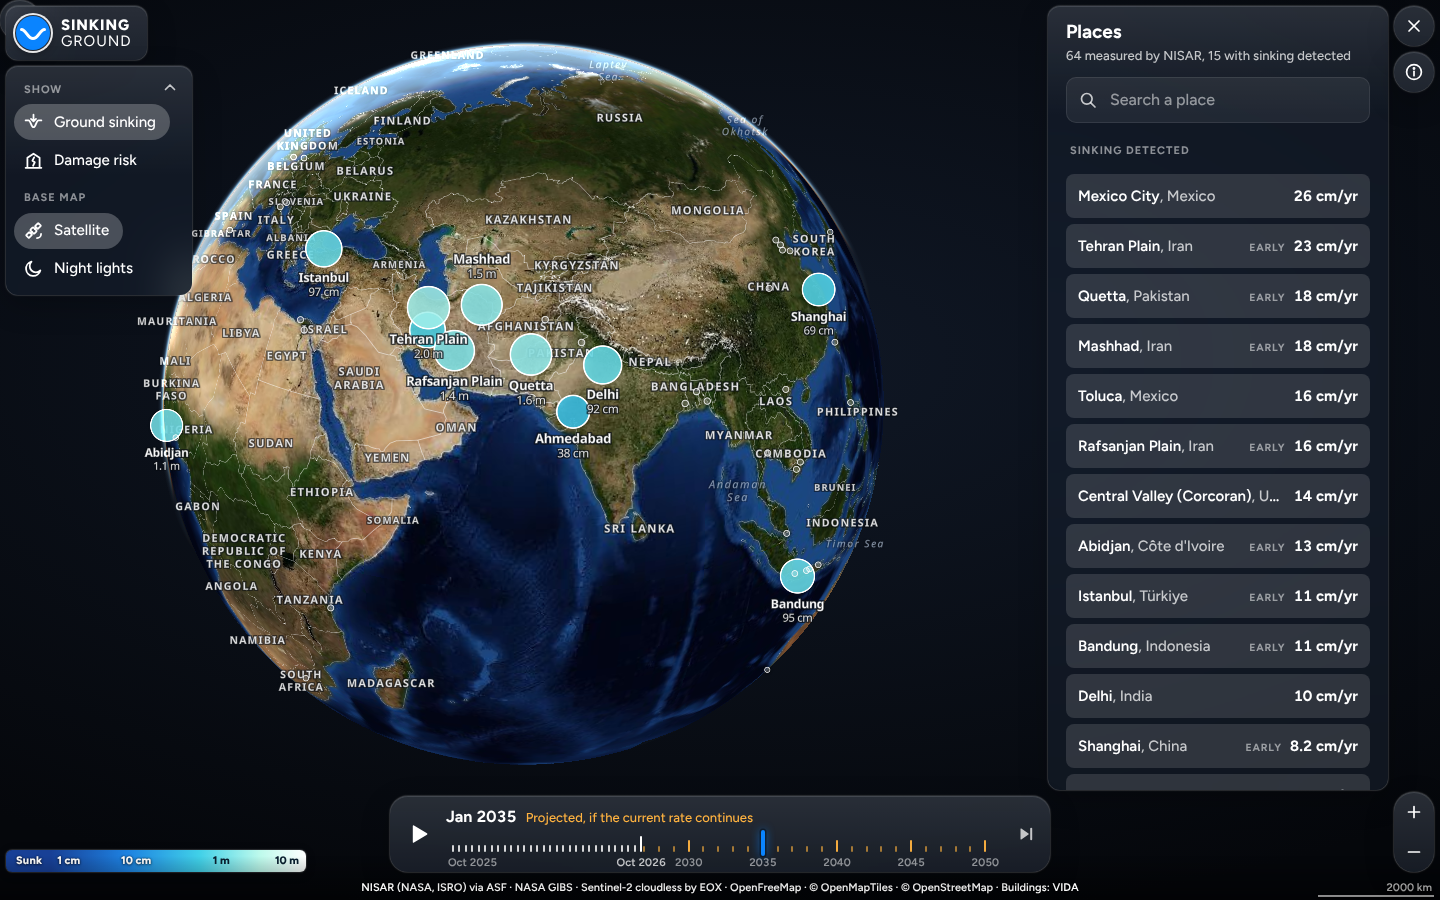 SINKING
GROUND
SHOW
Ground sinking
Damage risk
BASE MAP
Satellite
Night lights
GREENLAND
Laptev
Sea
ICELAND
FINLAND
RUSSIA
Sea of
Okhotsk
UNITED
KINGDOM
ESTONIA
BELGIUM
BELARUS
FRANCE
UKRAINE
SLOVENIA
SPAIN
ITALY
KAZAKHSTAN
MONGOLIA
GIBRALTAR
ALBANI
GREEC
ARMENIA
SOUTH
KOREA
ROCCO
Istanbul
97 cm
Mashhad
1.5 m
KYRGYZSTAN
TAJIKISTAN
CHINA
ALGERIA
Shanghai
69 cm
MAURITANIA
LIBYA
ISRAEL
AFGHANISTAN
Tehran Plain
2.0 m
EGYPT
PAKISTAN
NEPAL
MALI
SAUDI
ARABIA
Rafsanjan Plain
1.4 m
Quetta
1.6 m
Delhi
92 cm
BANGLADESH
BURKINA
FASO
LAOS
PHILIPPINES
NIGERIA
SUDAN
OMAN
Ahmedabad
38 cm
MYANMAR
Abidjan
1.1 m
YEMEN
CAMBODIA
ETHIOPIA
Andaman
Sea
BRUNEI
GABON
SOMALIA
SRI LANKA
INDONESIA
DEMOCRATIC
REPUBLIC OF
THE CONGO
KENYA
Timor Sea
ANGOLA
TANZANIA
Bandung
95 cm
NAMIBIA
SOUTH
AFRICA
MADAGASCAR
Places
64 measured by NISAR, 15 with sinking detected
Search a place
SINKING DETECTED
Mexico City, Mexico 26 cm/yr
Tehran Plain, Iran EARLY 23 cm/yr
Quetta, Pakistan EARLY 18 cm/yr
Mashhad, Iran EARLY 18 cm/yr
Toluca, Mexico 16 cm/yr
Rafsanjan Plain, Iran EARLY 16 cm/yr
Central Valley (Corcoran), U... 14 cm/yr
Abidjan, Côte d'Ivoire EARLY 13 cm/yr
Istanbul, Türkiye EARLY 11 cm/yr
Bandung, Indonesia EARLY 11 cm/yr
Delhi, India 10 cm/yr
Shanghai, China EARLY 8.2 cm/yr
Jan 2035 Projected, if the current rate continues
Oct 2025 Oct 2026 2030 2035 2040 2045 2050
Sunk 1 cm 10 cm 1 m 10 m
NISAR (NASA, ISRO) via ASF · NASA GIBS · Sentinel-2 cloudless by EOX · OpenFreeMap · © OpenMapTiles · © OpenStreetMap · Buildings: VIDA
2000 km